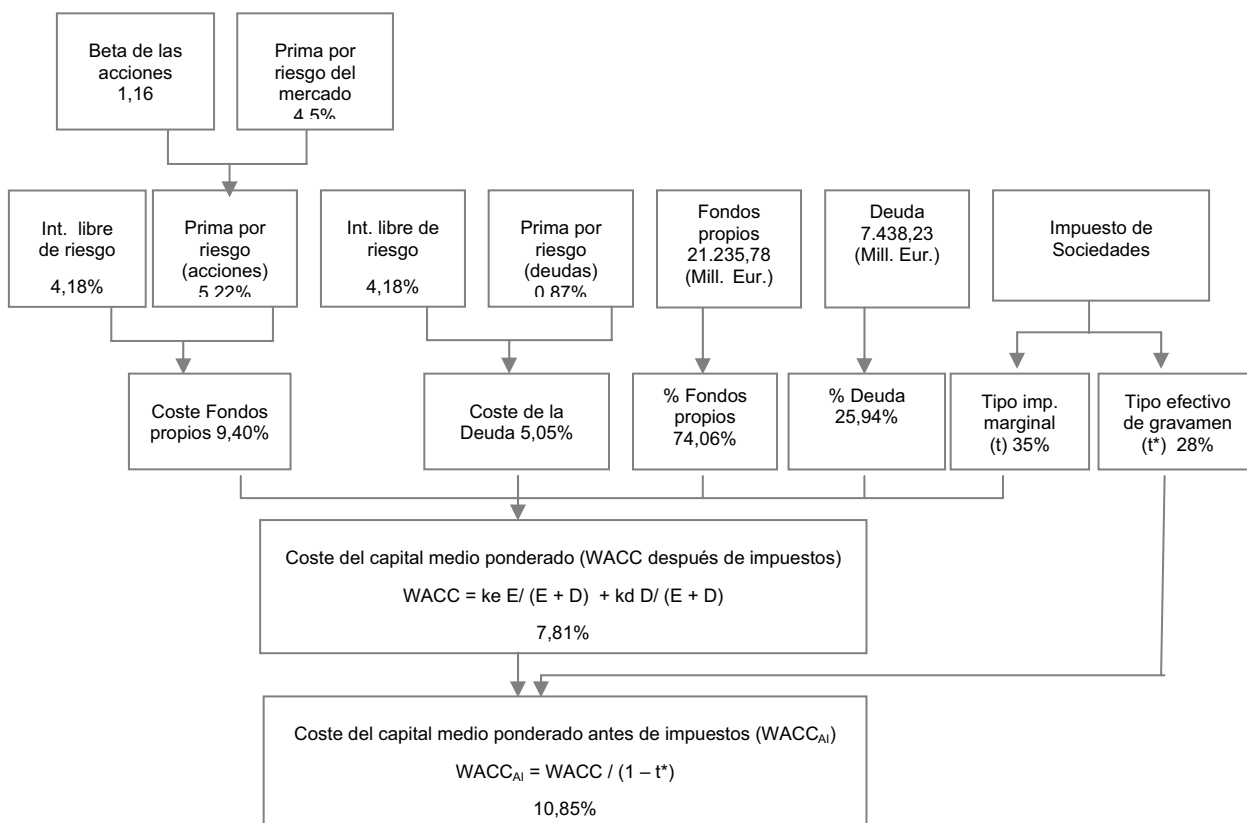 Beta de las
acciones
1,16
Prima por
riesgo del
mercado
4,5%
Int. libre
de riesgo
4,18%
Prima por
riesgo
(acciones)
5,22%
Int. libre de
riesgo
4,18%
Prima por
riesgo
(deudas)
0,87%
Fondos
propios
21.235,78
(Mill. Eur.)
Deuda
7.438,23
(Mill. Eur.)
Impuesto de
Sociedades
Coste Fondos
propios 9,40%
Coste de la
Deuda 5,05%
% Fondos
propios
74,06%
% Deuda
25,94%
Tipo imp.
marginal
(t) 35%
Tipo efectivo
de gravamen
(t*) 28%
Coste del capital medio ponderado (WACC después de impuestos)
WACC = ke E/ (E + D) + kd D/ (E + D)
7,81%
Coste del capital medio ponderado antes de impuestos (WACCAI)
WACCAI = WACC / (1 – t*)
10,85%